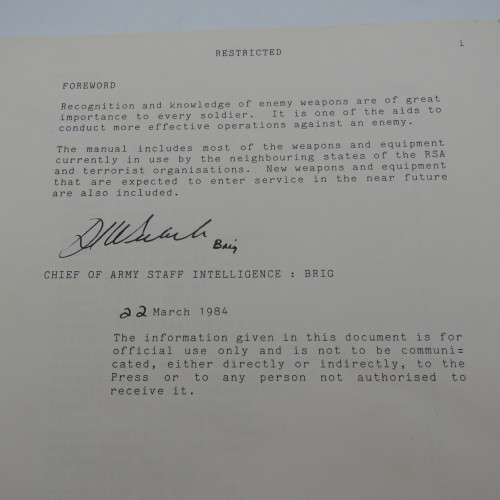 i
RESTRICTED
FOREWORD
Recognition and knowledge of enemy weapons are of great
importance to every soldier. It is one of the aids to
conduct more effective operations against an enemy.
The manual includes most of the weapons and equipment
currently in use by the neighbouring states of the RSA
and terrorist organisations. New weapons and equipment
that are expected to enter service in the near future
are also included.
Brig
CHIEF OF ARMY STAFF INTELLIGENCE : BRIG
22 March 1984
The information given in this document is for
official use only and is not to be communi=
cated, either directly or indirectly, to the
Press or to any person not authorised to
receive it.